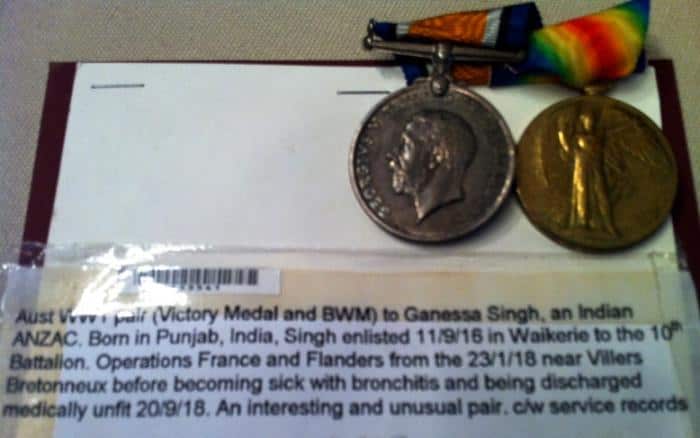 Aust WW1 pair (Victory Medal and BWM) to Ganessa Singh, an Indian
ANZAC. Born in Punjab, India, Singh enlisted 11/9/16 in Waikerie to the 10th
Battalion. Operations France and Flanders from the 23/1/18 near Villers
Bretonneux before becoming sick with bronchitis and being discharged
medically unfit 20/9/18. An interesting and unusual pair. c/w service records